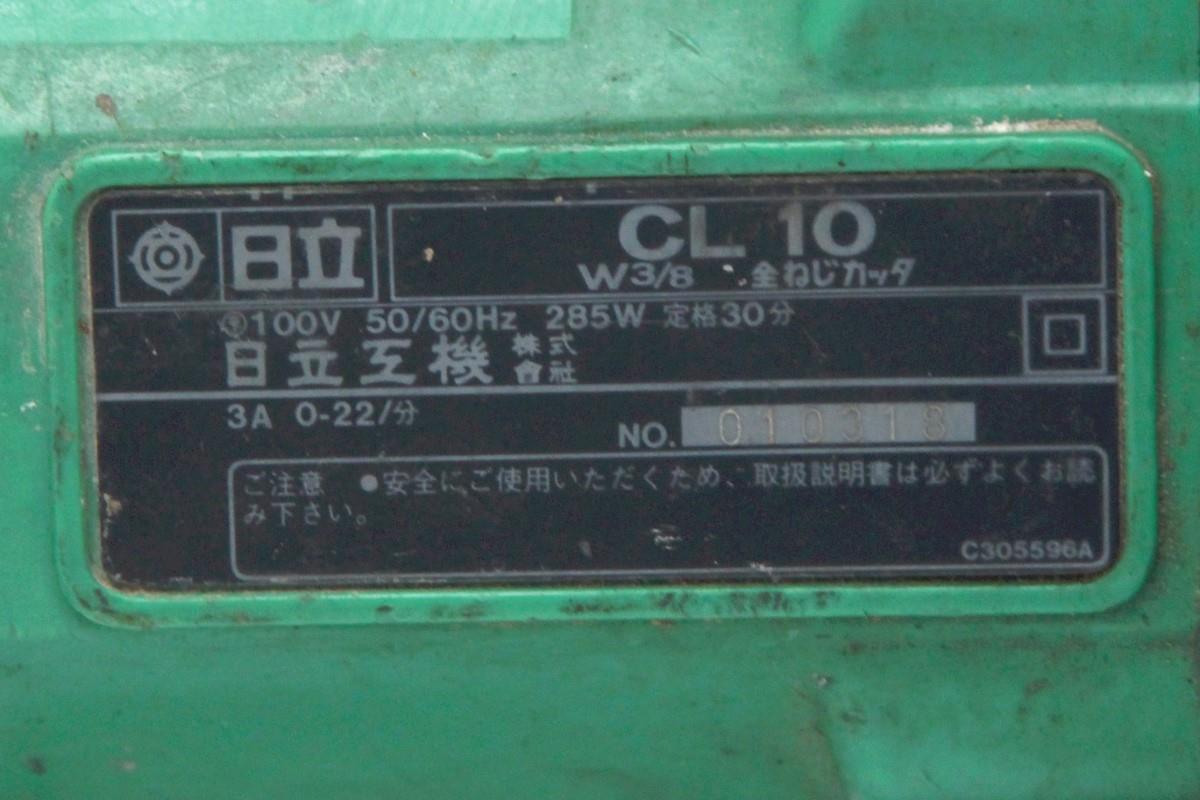 日立
CL 10
W3/8 全ねじカッタ
100V 50/60Hz 285W 定格30分
日立工機 株式會社
3A 0-22/分
NO. 010318
ご注意 ●安全にご使用いただくため、取扱説明書は必ずよくお読
み下さい。
C305596A